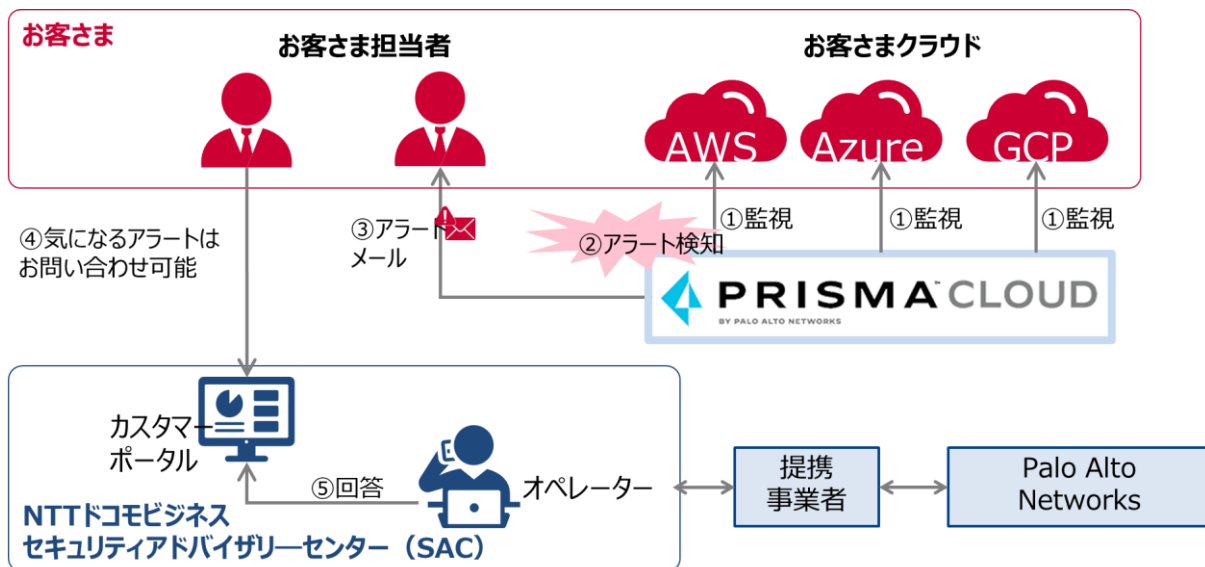 お客さま
お客さま担当者
お客さまクラウド
AWS
Azure
GCP
①監視
①監視
①監視
②アラート検知
③アラート
メール
④気になるアラートは
お問い合わせ可能
PRISMA™ CLOUD
BY PALO ALTO NETWORKS
カスタマー
ポータル
⑤回答
オペレーター
提携
事業者
Palo Alto
Networks
NTTドコモビジネス
セキュリティアドバイザリ―センター（SAC）